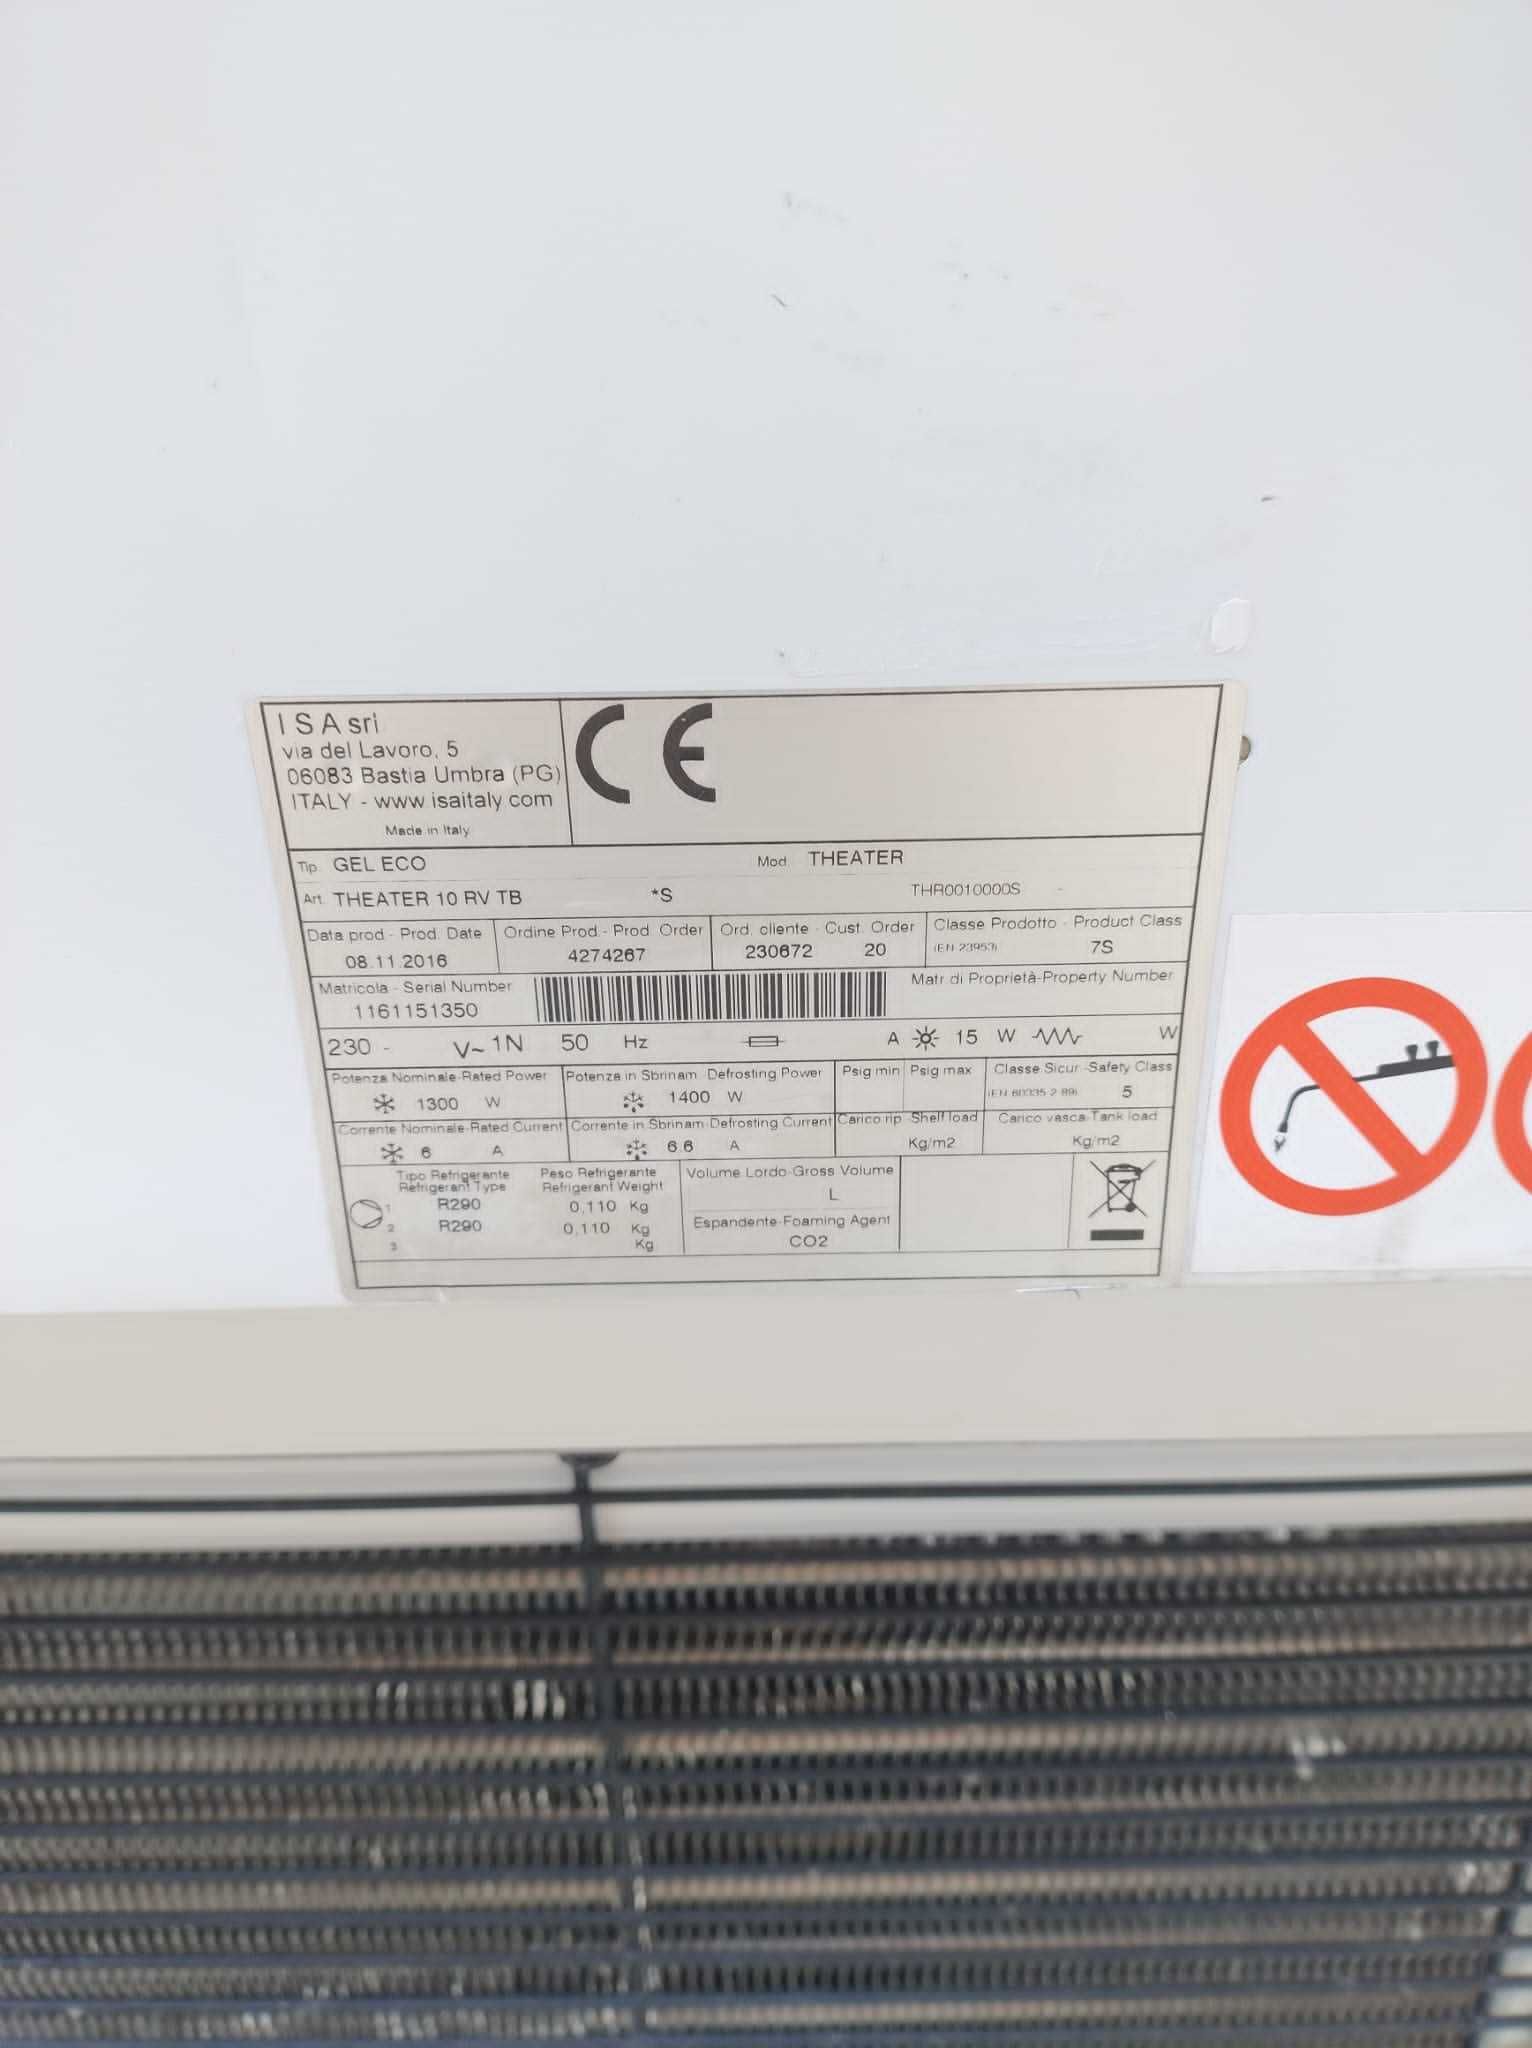 ISA srl
via del Lavoro, 5
06083 Bastia Umbra (PG)
ITALY - www.isaitaly.com
Made in Italy
CE
Tip. GEL ECO Mod THEATER
Art. THEATER 10 RV TB *S THR0010000S -
Data prod - Prod. Date
08.11.2016
Ordine Prod - Prod Order
4274267
Ord. cliente - Cust. Order
230672 20
Classe Prodotto - Product Class
(EN 23953) 7S
Matricola - Serial Number
1161151350
Matr di Proprietà-Property Number
230 - V~ 1N 50 Hz A 15 W W
Potenza Nominale-Rated Power
1300 W
Potenza in Sbrinam -Defrosting Power
1400 W
Psig min
Psig max
Classe Sicur -Safety Class
(EN 60335 2 89) 5
Corrente Nominale-Rated Current
6 A
Corrente in Sbrinam-Defrosting Current
6.6 A
Carico rip -Shelf load
Kg/m2
Carico vasca-Tank load
Kg/m2
Tipo Refrigerante
Refrigerant Type
Peso Refrigerante
Refrigerant Weight
1 R290 0,110 Kg
2 R290 0,110 Kg
3 Kg
Volume Lordo-Gross Volume
L
Espandente-Foaming Agent
CO2